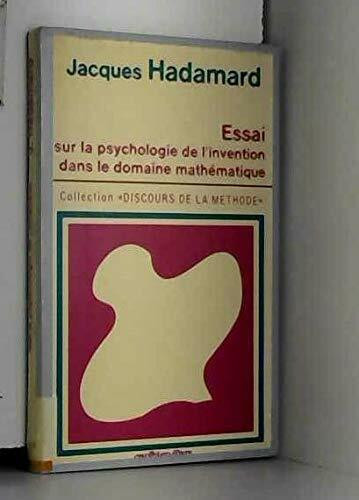 Jacques Hadamard
Essai
sur la psychologie de l'invention
dans le domaine mathématique
Collection «DISCOURS DE LA METHODE»